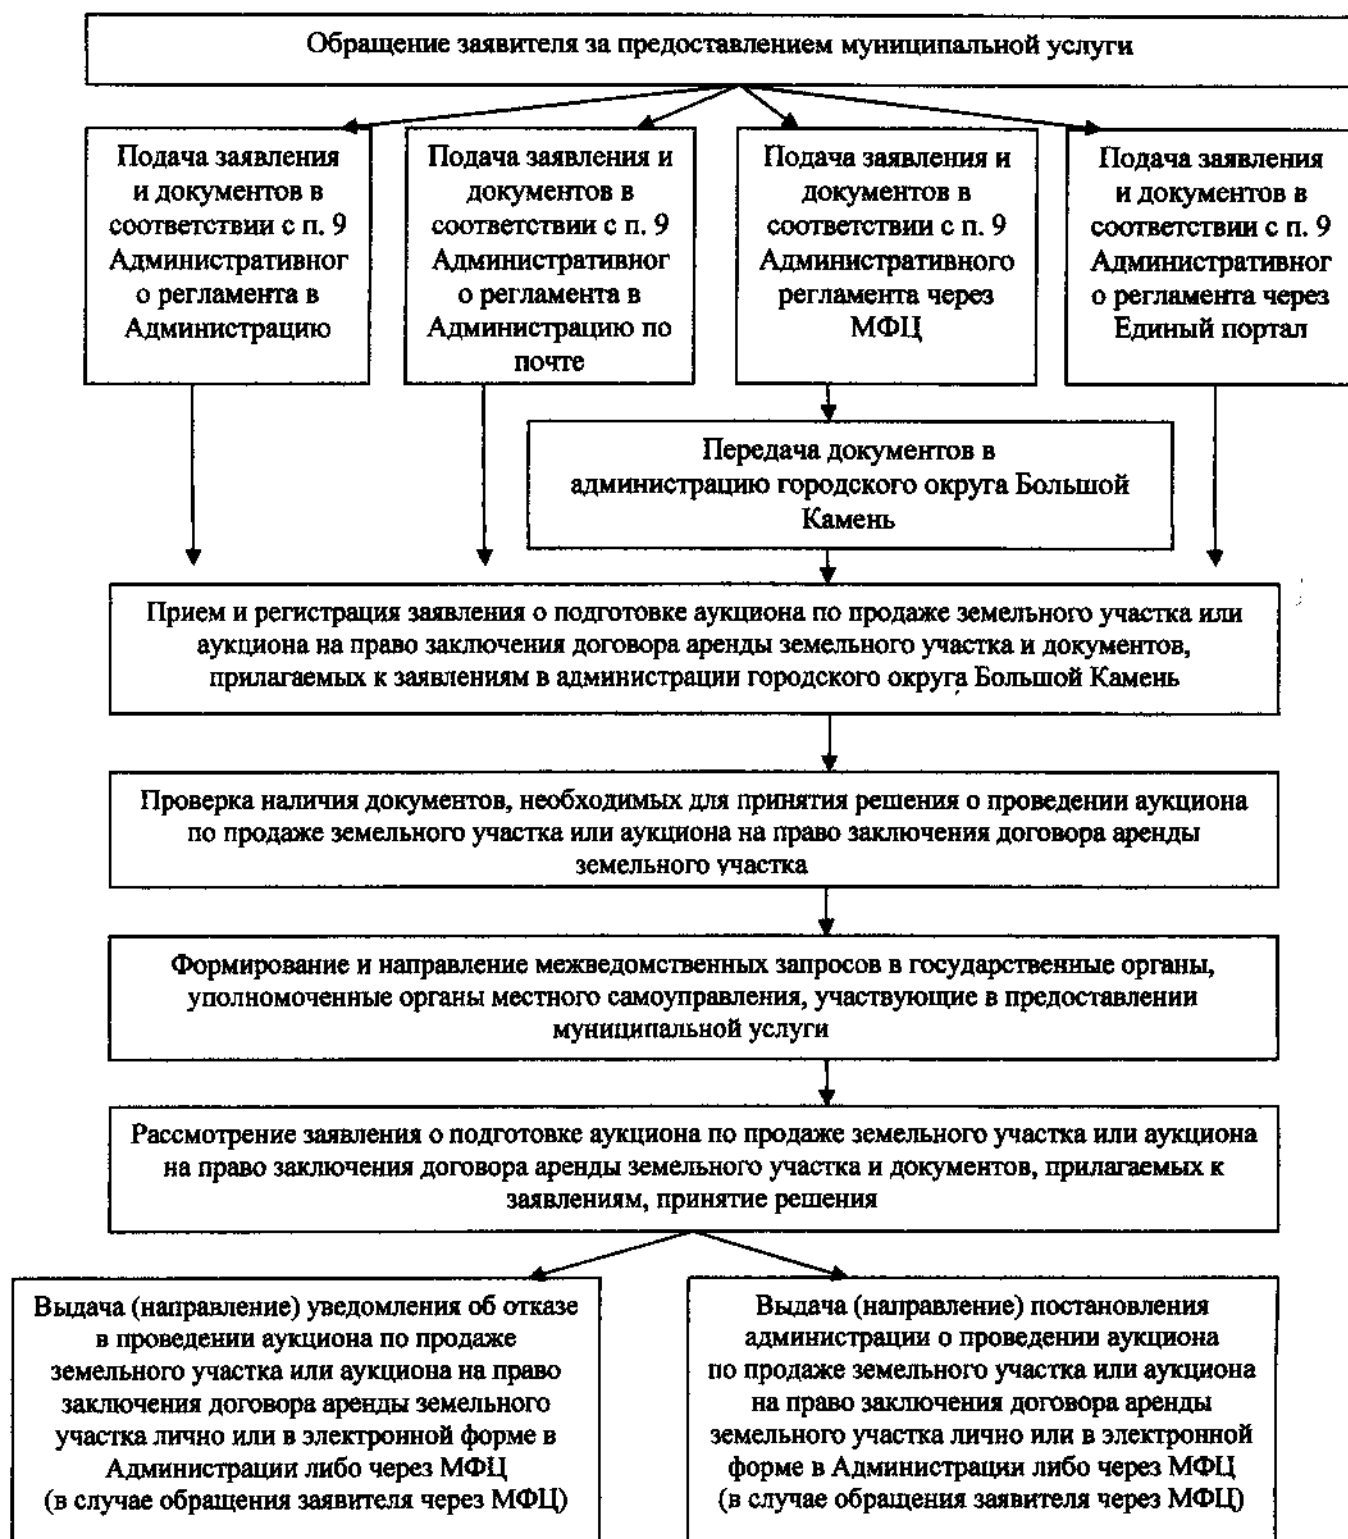 Обращение заявителя за предоставлением муниципальной услуги
Подача заявления
и документов в
соответствии с п. 9
Административног
о регламента в
Администрацию
Подача заявления и
документов в
соответствии с п. 9
Административног
о регламента в
Администрацию по
почте
Подача заявления и
документов в
соответствии с п. 9
Административного
регламента через
МФЦ
Подача заявления
и документов в
соответствии с п. 9
Административног
о регламента через
Единый портал
Передача документов в
администрацию городского округа Большой
Камень
Прием и регистрация заявления о подготовке аукциона по продаже земельного участка или
аукциона на право заключения договора аренды земельного участка и документов,
прилагаемых к заявлениям в администрации городского округа Большой Камень
Проверка наличия документов, необходимых для принятия решения о проведении аукциона
по продаже земельного участка или аукциона на право заключения договора аренды
земельного участка
Формирование и направление межведомственных запросов в государственные органы,
уполномоченные органы местного самоуправления, участвующие в предоставлении
муниципальной услуги
Рассмотрение заявления о подготовке аукциона по продаже земельного участка или аукциона
на право заключения договора аренды земельного участка и документов, прилагаемых к
заявлениям, принятие решения
Выдача (направление) уведомления об отказе
в проведении аукциона по продаже
земельного участка или аукциона на право
заключения договора аренды земельного
участка лично или в электронной форме в
Администрации либо через МФЦ
(в случае обращения заявителя через МФЦ)
Выдача (направление) постановления
администрации о проведении аукциона
по продаже земельного участка или аукциона
на право заключения договора аренды
земельного участка лично или в электронной
форме в Администрации либо через МФЦ
(в случае обращения заявителя через МФЦ)